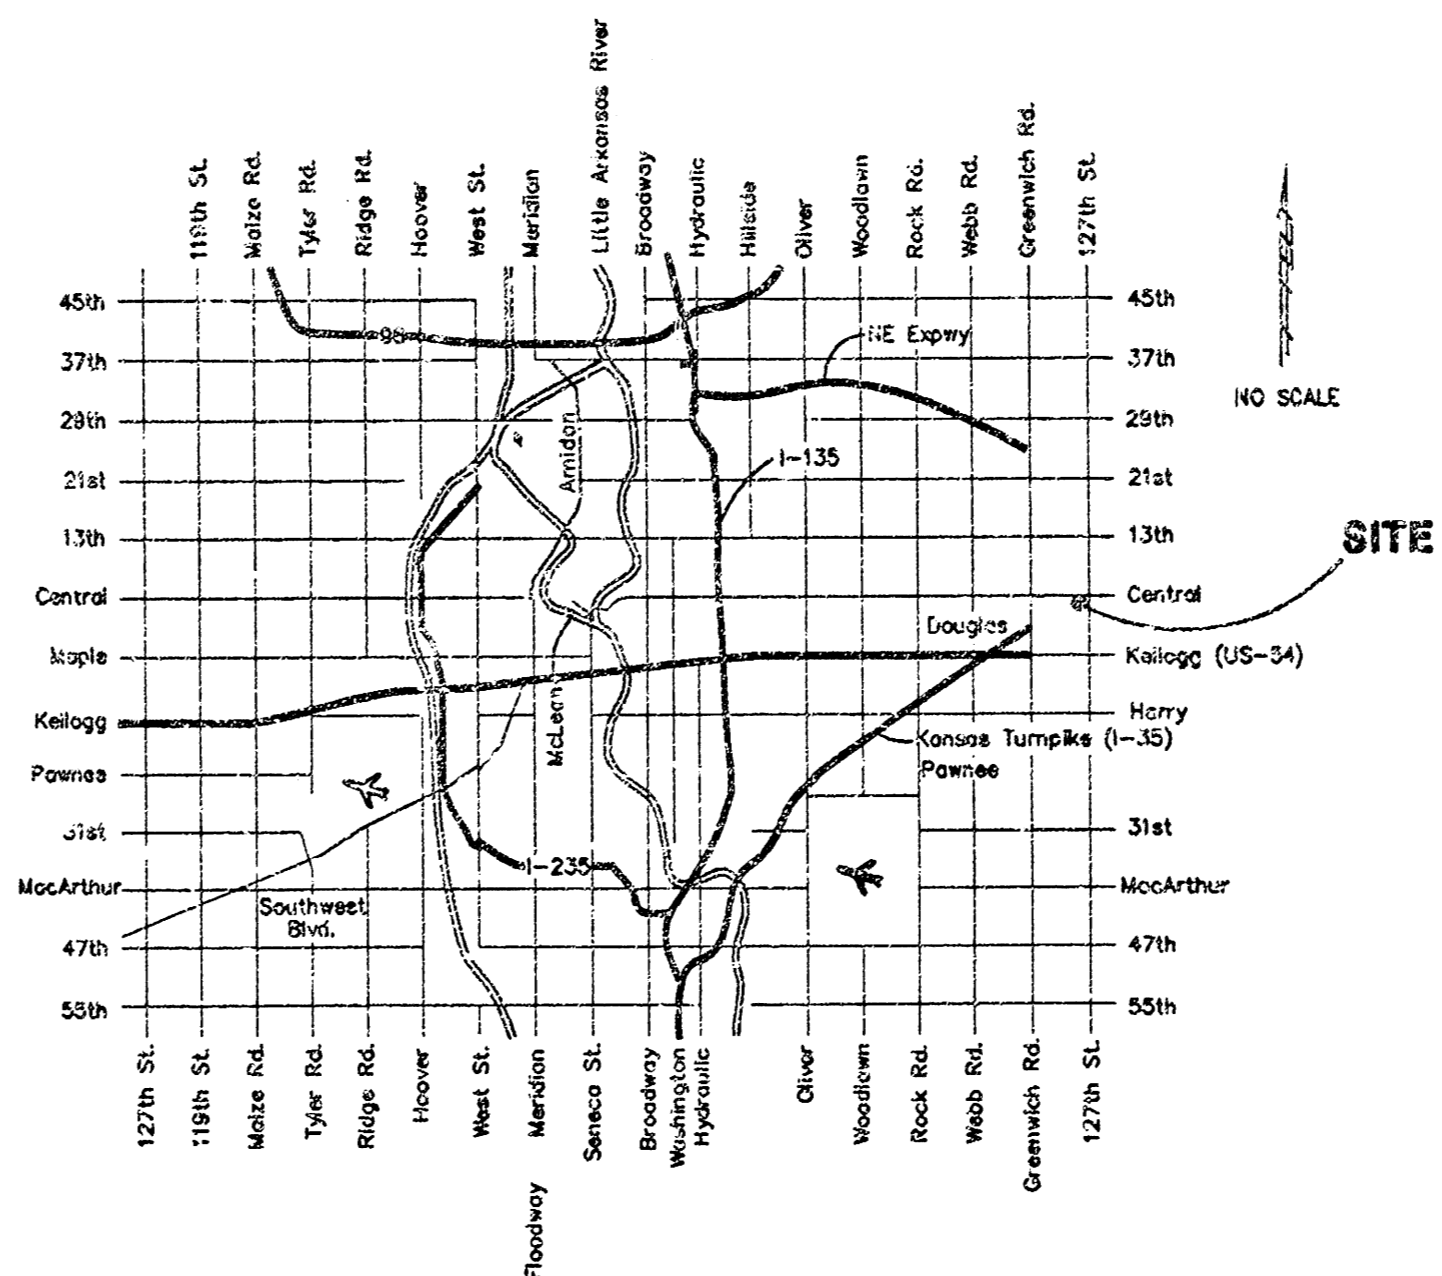 119th St.
Maize Rd.
Tyler Rd.
Ridge Rd.
Hoover
West St.
Meridian
Little Arkansas River
Broadway
Hydraulic
Hillside
Oliver
Woodlawn
Rock Rd.
Webb Rd.
Greenwich Rd.
127th St.
45th
45th
96
NE Expwy
37th
37th
NO SCALE
29th
29th
Amidon
I-135
21st
21st
13th
13th
SITE
Central
Central
Douglas
Maple
Kellogg (US-54)
Kellogg
McLean
Harry
Kansas Turnpike (I-35)
Pawnee
Pawnee
31st
31st
I-235
MacArthur
MacArthur
Southwest
Blvd.
47th
47th
55th
55th
127th St.
119th St.
Maize Rd.
Tyler Rd.
Ridge Rd.
Hoover
West St.
Meridian
Seneca St.
Broadway
Washington
Hydraulic
Oliver
Woodlawn
Rock Rd.
Webb Rd.
Greenwich Rd.
127th St.
Floodway